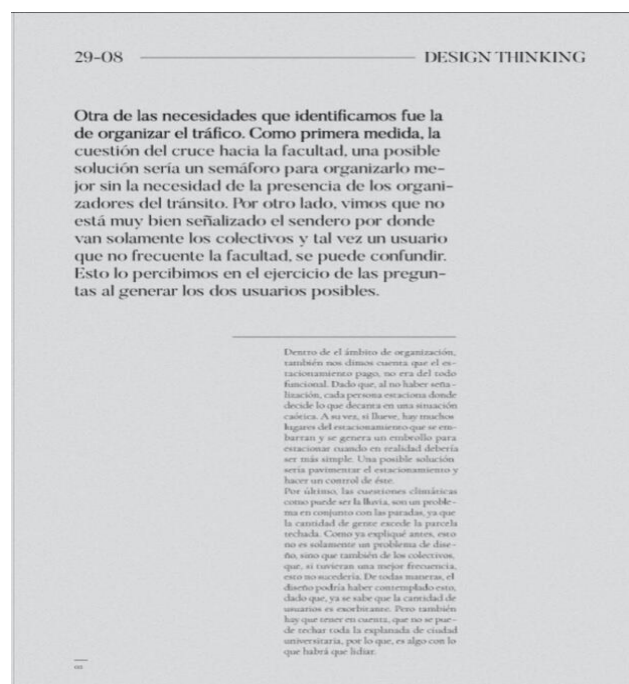 29-08
DESIGN THINKING
Otra de las necesidades que identificamos fue la
de organizar el tráfico. Como primera medida, la
cuestión del cruce hacia la facultad, una posible
solución sería un semáforo para organizarlo me-
jor sin la necesidad de la presencia de los organi-
zadores del tránsito. Por otro lado, vimos que no
está muy bien señalizado el sendero por donde
van solamente los colectivos y tal vez un usuario
que no frecuente la facultad, se puede confundir.
Esto lo percibimos en el ejercicio de las pregun-
tas al generar los dos usuarios posibles.
Dentro de el ámbito de organización,
también nos dimos cuenta que el es-
tacionamiento pago, no era del todo
funcional. Dado que, al no haber seña-
lización, cada persona estaciona donde
decide lo que decanta en una situación
caótica. A su vez, si llueve, hay muchos
lugares del estacionamiento que se em-
barran y se genera un embrollo para
estacionar cuando en realidad debería
ser más simple. Una posible solución
sería pavimentar el estacionamiento y
hacer un control de éste.
Por último, las cuestiones climáticas
como puede ser la lluvia, son un proble-
ma en conjunto con las paradas, ya que
la cantidad de gente excede la parcela
techada. Como ya expliqué antes, esto
no es solamente un problema de dise-
ño, sino que también de los colectivos,
que, si tuvieran una mejor frecuencia,
esto no sucedería. De todas maneras, el
diseño podría haber contemplado esto,
dado que, ya se sabe que la cantidad de
usuarios es exorbitante. Pero también
hay que tener en cuenta, que no se pue-
de techar toda la explanada de ciudad
universitaria, por lo que, es algo con lo
que habrá que lidiar.